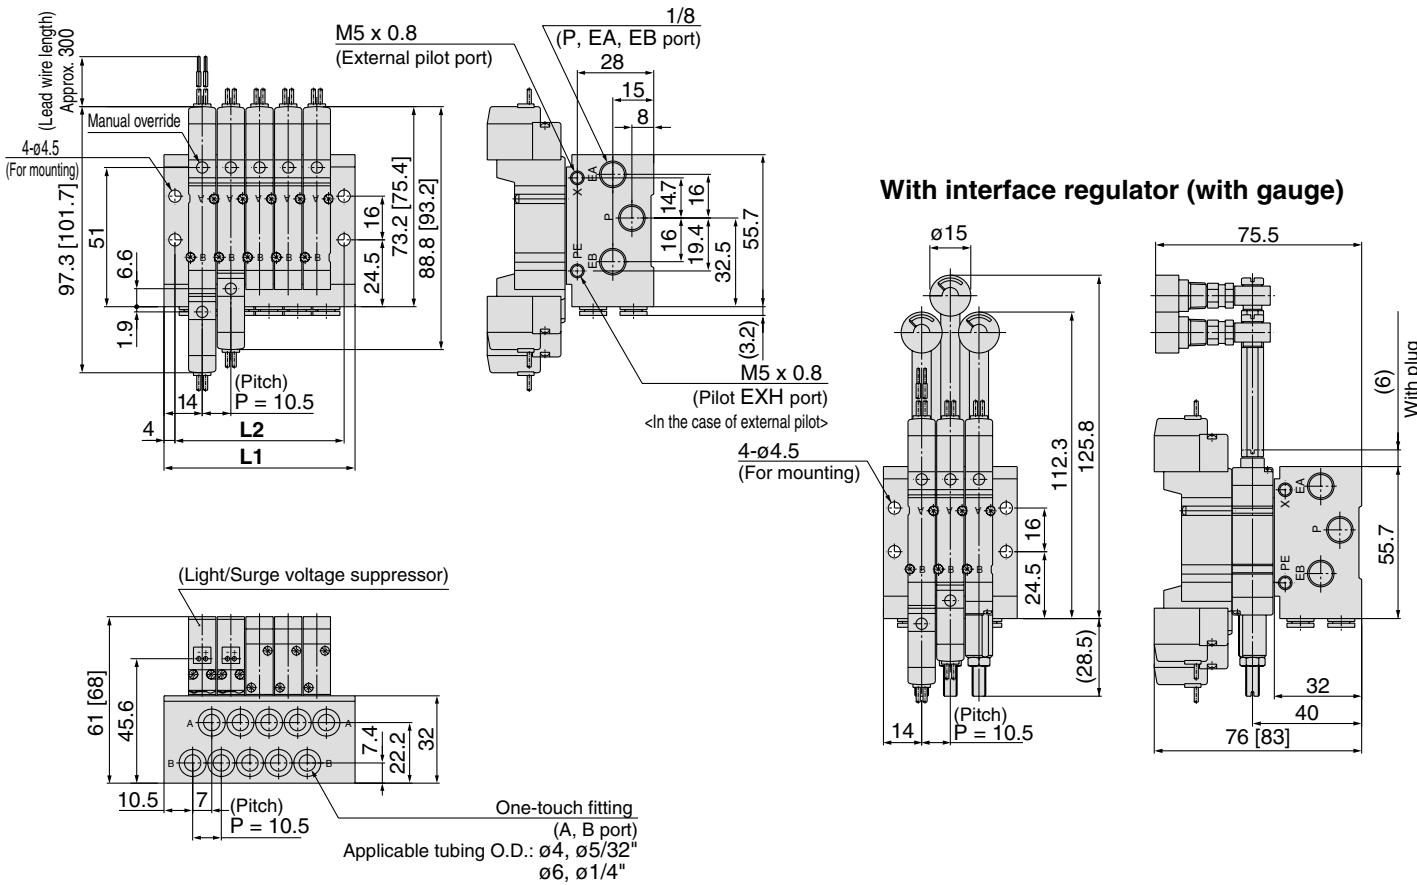 (Lead wire length)
Approx. 300
Manual override
4-ø4.5
(For mounting)
97.3 [101.7]
51
6.6
1.9
16
24.5
73.2 [75.4]
88.8 [93.2]
(Pitch)
P = 10.5
14
4
L2
L1
M5 x 0.8
(External pilot port)
1/8
(P, EA, EB port)
28
15
8
X
EA
P
PE
EB
14.7
16
16
19.4
32.5
55.7
(3.2)
M5 x 0.8
(Pilot EXH port)
<In the case of external pilot>
A A A A A
B B B B B
(Light/Surge voltage suppressor)
61 [68]
45.6
A A
B B
7.4
22.2
32
10.5
7
(Pitch)
P = 10.5
One-touch fitting
(A, B port)
Applicable tubing O.D.: ø4, ø5/32"
ø6, ø1/4"
With interface regulator (with gauge)
ø15
4-ø4.5
(For mounting)
A A A
B B B
112.3
125.8
16
24.5
(28.5)
14
(Pitch)
P = 10.5
75.5
(6)
With plug
X
EA
P
PE
EB
55.7
32
40
76 [83]